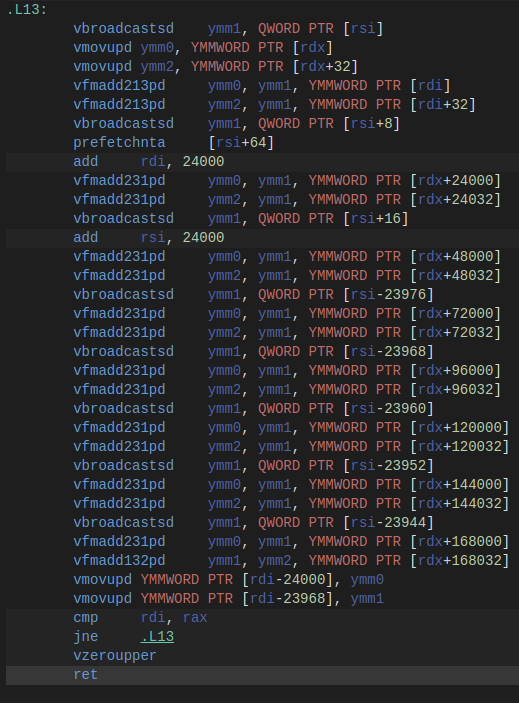 .L13:
vbroadcastsd ymm1, QWORD PTR [rsi]
vmovupd ymm0, YMMWORD PTR [rdx]
vmovupd ymm2, YMMWORD PTR [rdx+32]
vfmadd213pd ymm0, ymm1, YMMWORD PTR [rdi]
vfmadd213pd ymm2, ymm1, YMMWORD PTR [rdi+32]
vbroadcastsd ymm1, QWORD PTR [rsi+8]
prefetchnta [rsi+64]
add rdi, 24000
vfmadd231pd ymm0, ymm1, YMMWORD PTR [rdx+24000]
vfmadd231pd ymm2, ymm1, YMMWORD PTR [rdx+24032]
vbroadcastsd ymm1, QWORD PTR [rsi+16]
add rsi, 24000
vfmadd231pd ymm0, ymm1, YMMWORD PTR [rdx+48000]
vfmadd231pd ymm2, ymm1, YMMWORD PTR [rdx+48032]
vbroadcastsd ymm1, QWORD PTR [rsi-23976]
vfmadd231pd ymm0, ymm1, YMMWORD PTR [rdx+72000]
vfmadd231pd ymm2, ymm1, YMMWORD PTR [rdx+72032]
vbroadcastsd ymm1, QWORD PTR [rsi-23968]
vfmadd231pd ymm0, ymm1, YMMWORD PTR [rdx+96000]
vfmadd231pd ymm2, ymm1, YMMWORD PTR [rdx+96032]
vbroadcastsd ymm1, QWORD PTR [rsi-23960]
vfmadd231pd ymm0, ymm1, YMMWORD PTR [rdx+120000]
vfmadd231pd ymm2, ymm1, YMMWORD PTR [rdx+120032]
vbroadcastsd ymm1, QWORD PTR [rsi-23952]
vfmadd231pd ymm0, ymm1, YMMWORD PTR [rdx+144000]
vfmadd231pd ymm2, ymm1, YMMWORD PTR [rdx+144032]
vbroadcastsd ymm1, QWORD PTR [rsi-23944]
vfmadd231pd ymm0, ymm1, YMMWORD PTR [rdx+168000]
vfmadd132pd ymm1, ymm2, YMMWORD PTR [rdx+168032]
vmovupd YMMWORD PTR [rdi-24000], ymm0
vmovupd YMMWORD PTR [rdi-23968], ymm1
cmp rdi, rax
jne .L13
vzeroupper
ret